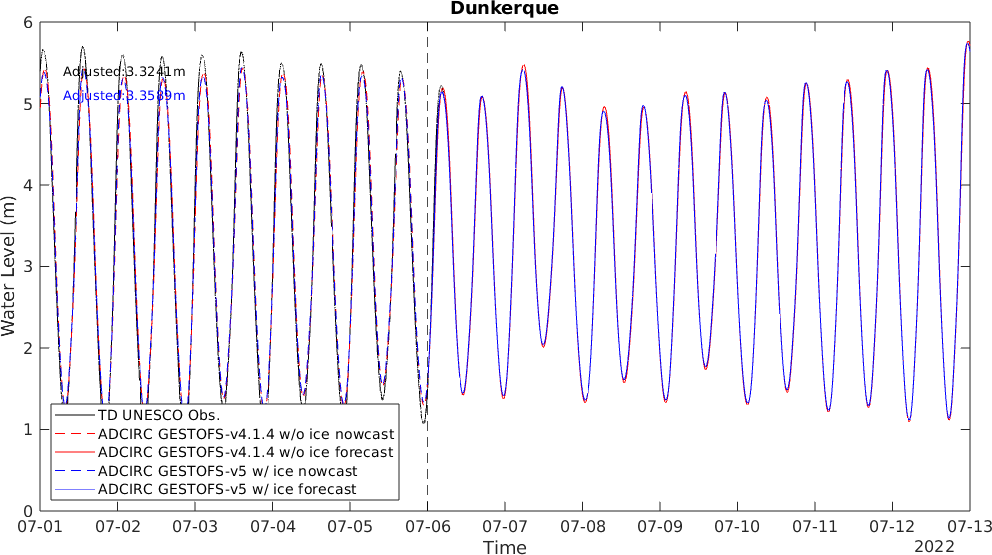 Dunkerque
6
5
4
3
2
1
0
Water Level (m)
Adjusted:3.3241m
Adjusted:3.3589m
TD UNESCO Obs.
ADCIRC GESTOFS-v4.1.4 w/o ice nowcast
ADCIRC GESTOFS-v4.1.4 w/o ice forecast
ADCIRC GESTOFS-v5 w/ ice nowcast
ADCIRC GESTOFS-v5 w/ ice forecast
07-01 07-02 07-03 07-04 07-05 07-06 07-07 07-08 07-09 07-10 07-11 07-12 07-13
Time
2022